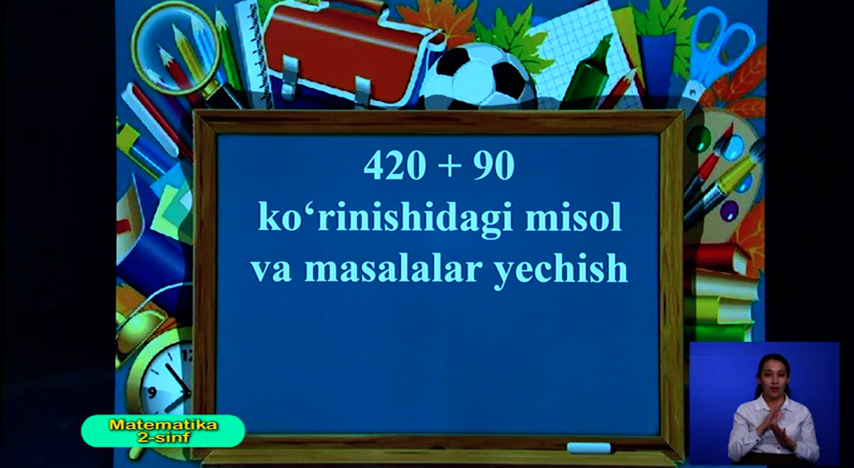 420 + 90
ko‘rinishidagi misol
va masalalar yechish
Matematika
2-sinf